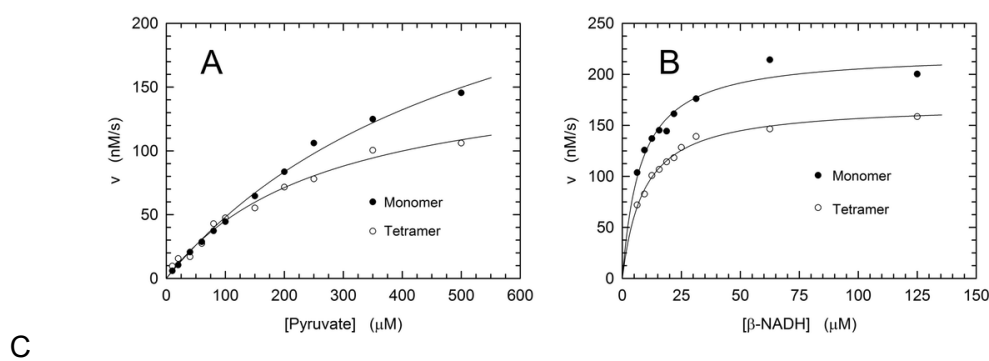 A
200
150
100
50
0
v (nM/s)
Monomer
Tetramer
0 100 200 300 400 500 600
[Pyruvate] (μM)
B
250
200
150
100
50
0
v (nM/s)
Monomer
Tetramer
0 25 50 75 100 125 150
[β-NADH] (μM)
C